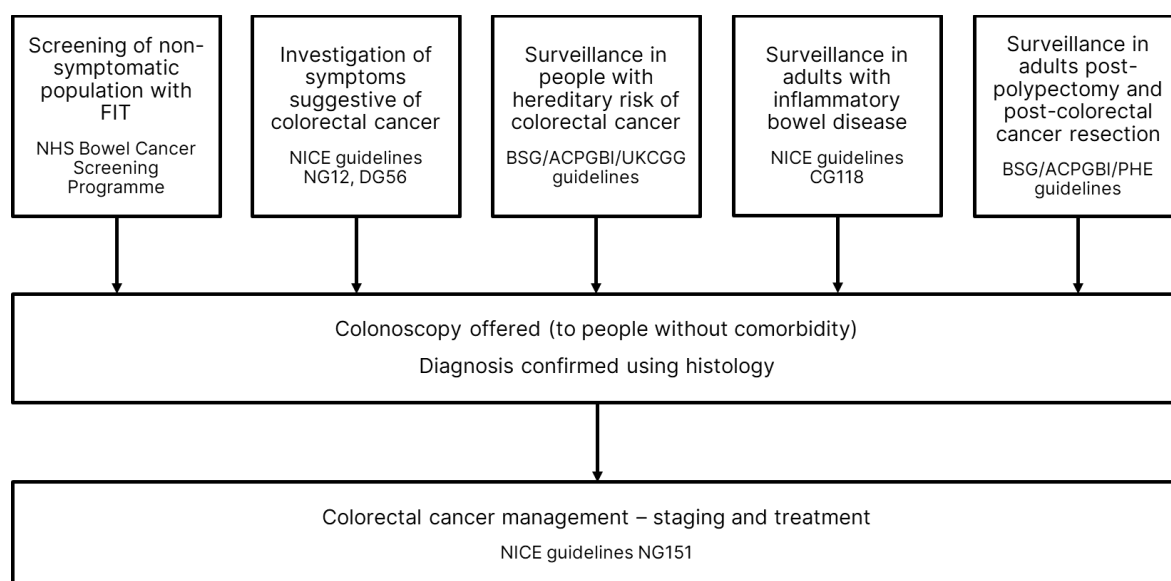 Screening of non-
symptomatic
population with
FIT
NHS Bowel Cancer
Screening
Programme
Investigation of
symptoms
suggestive of
colorectal cancer
NICE guidelines
NG12, DG56
Surveillance in
people with
hereditary risk of
colorectal cancer
BSG/ACPGBI/UKCGG
guidelines
Surveillance in
adults with
inflammatory
bowel disease
NICE guidelines
CG118
Surveillance in
adults post-
polypectomy and
post-colorectal
cancer resection
BSG/ACPGBI/PHE
guidelines
Colonoscopy offered (to people without comorbidity)
Diagnosis confirmed using histology
Colorectal cancer management – staging and treatment
NICE guidelines NG151